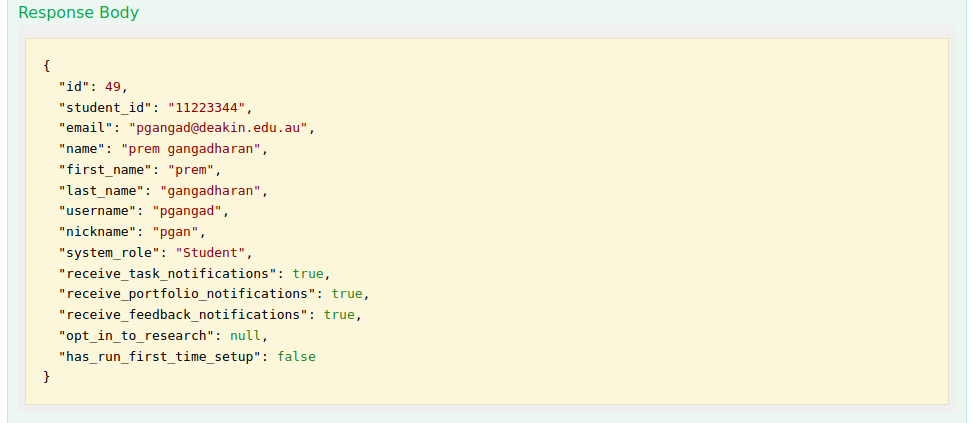 Response Body
{
"id": 49,
"student_id": "11223344",
"email": "pgangad@deakin.edu.au",
"name": "prem gangadharan",
"first_name": "prem",
"last_name": "gangadharan",
"username": "pgangad",
"nickname": "pgan",
"system_role": "Student",
"receive_task_notifications": true,
"receive_portfolio_notifications": true,
"receive_feedback_notifications": true,
"opt_in_to_research": null,
"has_run_first_time_setup": false
}